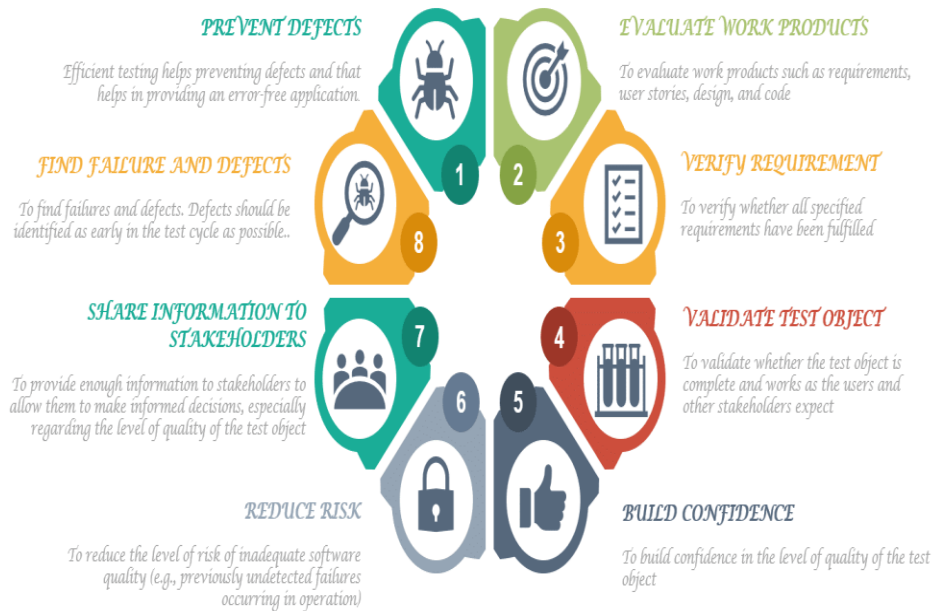 PREVENT DEFECTS
Efficient testing helps preventing defects and that
helps in providing an error-free application.
1
EVALUATE WORK PRODUCTS
To evaluate work products such as requirements,
user stories, design, and code
2
VERIFY REQUIREMENT
To verify whether all specified
requirements have been fulfilled
3
VALIDATE TEST OBJECT
To validate whether the test object is
complete and works as the users and
other stakeholders expect
4
BUILD CONFIDENCE
To build confidence in the level of quality of the test
object
5
REDUCE RISK
To reduce the level of risk of inadequate software
quality (e.g., previously undetected failures
occurring in operation)
6
SHARE INFORMATION TO
STAKEHOLDERS
To provide enough information to stakeholders to
allow them to make informed decisions, especially
regarding the level of quality of the test object
7
FIND FAILURE AND DEFECTS
To find failures and defects. Defects should be
identified as early in the test cycle as possible..
8